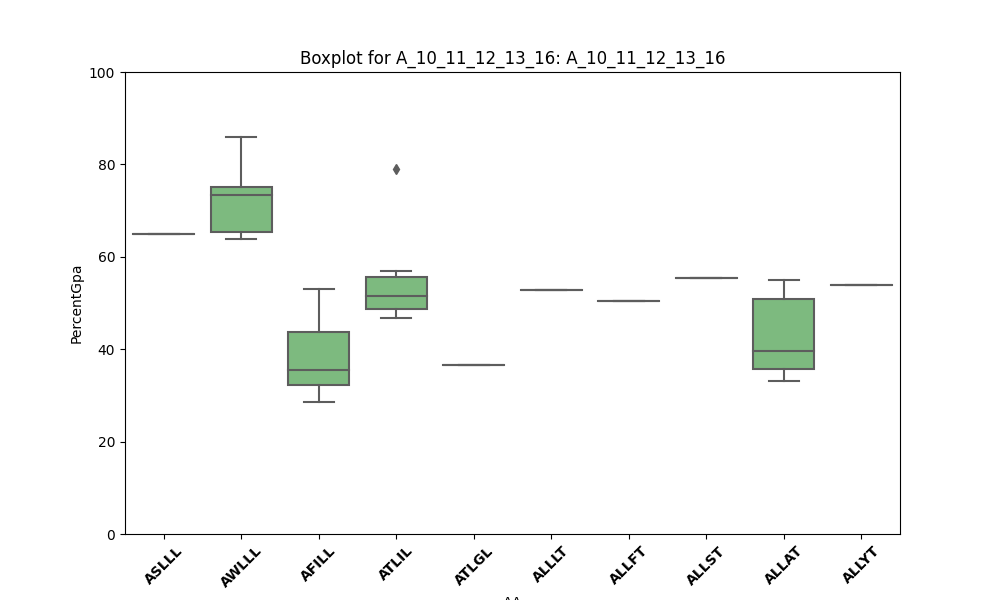 Boxplot for A_10_11_12_13_16: A_10_11_12_13_16
100
80
60
40
20
0
PercentGpa
ASLLL
AWLLL
AFILL
ATLIL
ATLGL
ALLLT
ALLFT
ALLST
ALLAT
ALLYT